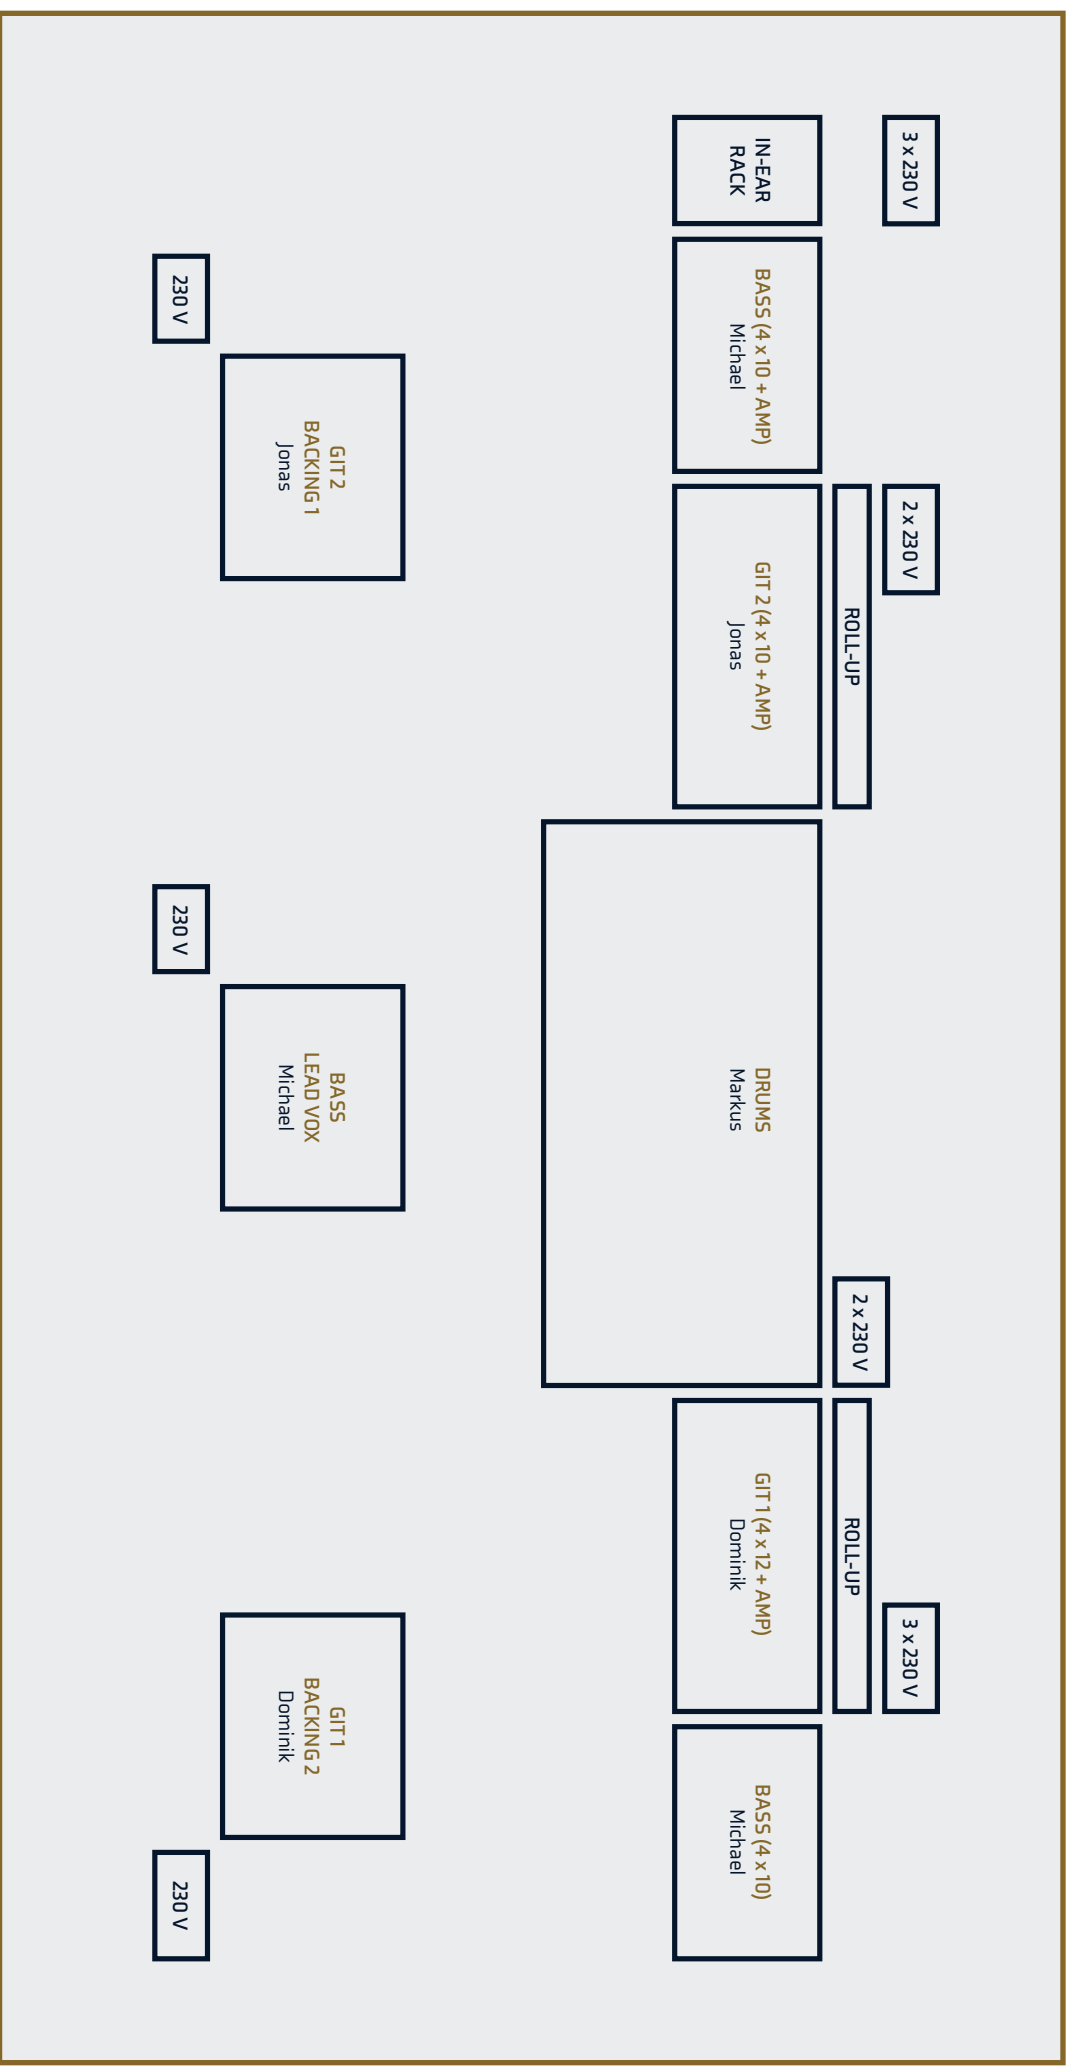 3 x 230 V
2 x 230 V
3 x 230 V
ROLL-UP
2 x 230 V
ROLL-UP
IN-EAR
RACK
BASS (4 x 10 + AMP)
Michael
GIT 2 (4 x 10 + AMP)
Jonas
DRUMS
Markus
GIT 1 (4 x 12 + AMP)
Dominik
BASS (4 x 10)
Michael
GIT 2
BACKING 1
Jonas
BASS
LEAD VOX
Michael
GIT 1
BACKING 2
Dominik
230 V
230 V
230 V